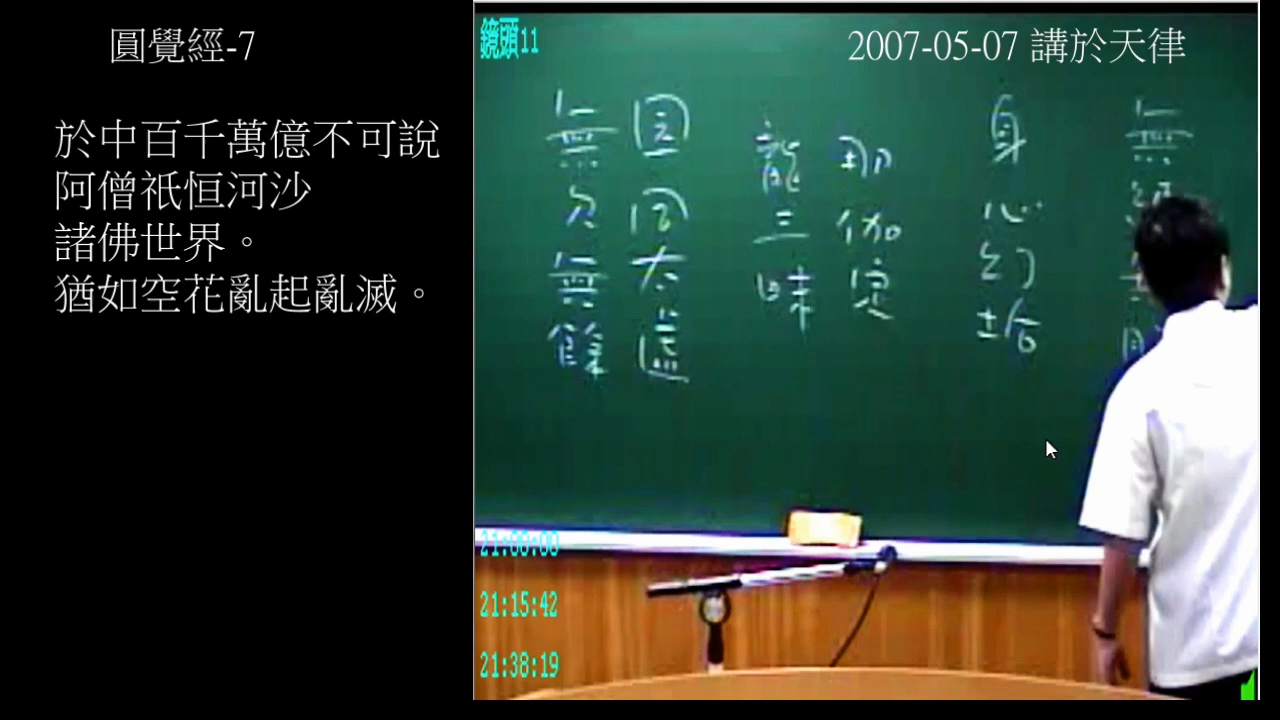 圓覺經-7
於中百千萬億不可說
阿僧祇恒河沙
諸佛世界。
猶如空花亂起亂滅。
鏡頭11
2007-05-07 講於天律
無
身心幻垢
那伽定
龍三昧
圓同太虛
無欠無餘
21:00:00
21:15:42
21:38:19